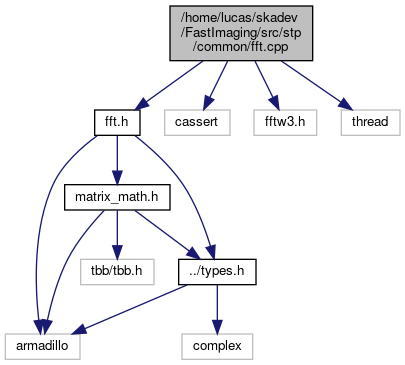 /home/lucas/skadev
/FastImaging/src/stp
/common/fft.cpp
fft.h
cassert
fftw3.h
thread
matrix_math.h
tbb/tbb.h
../types.h
armadillo
complex